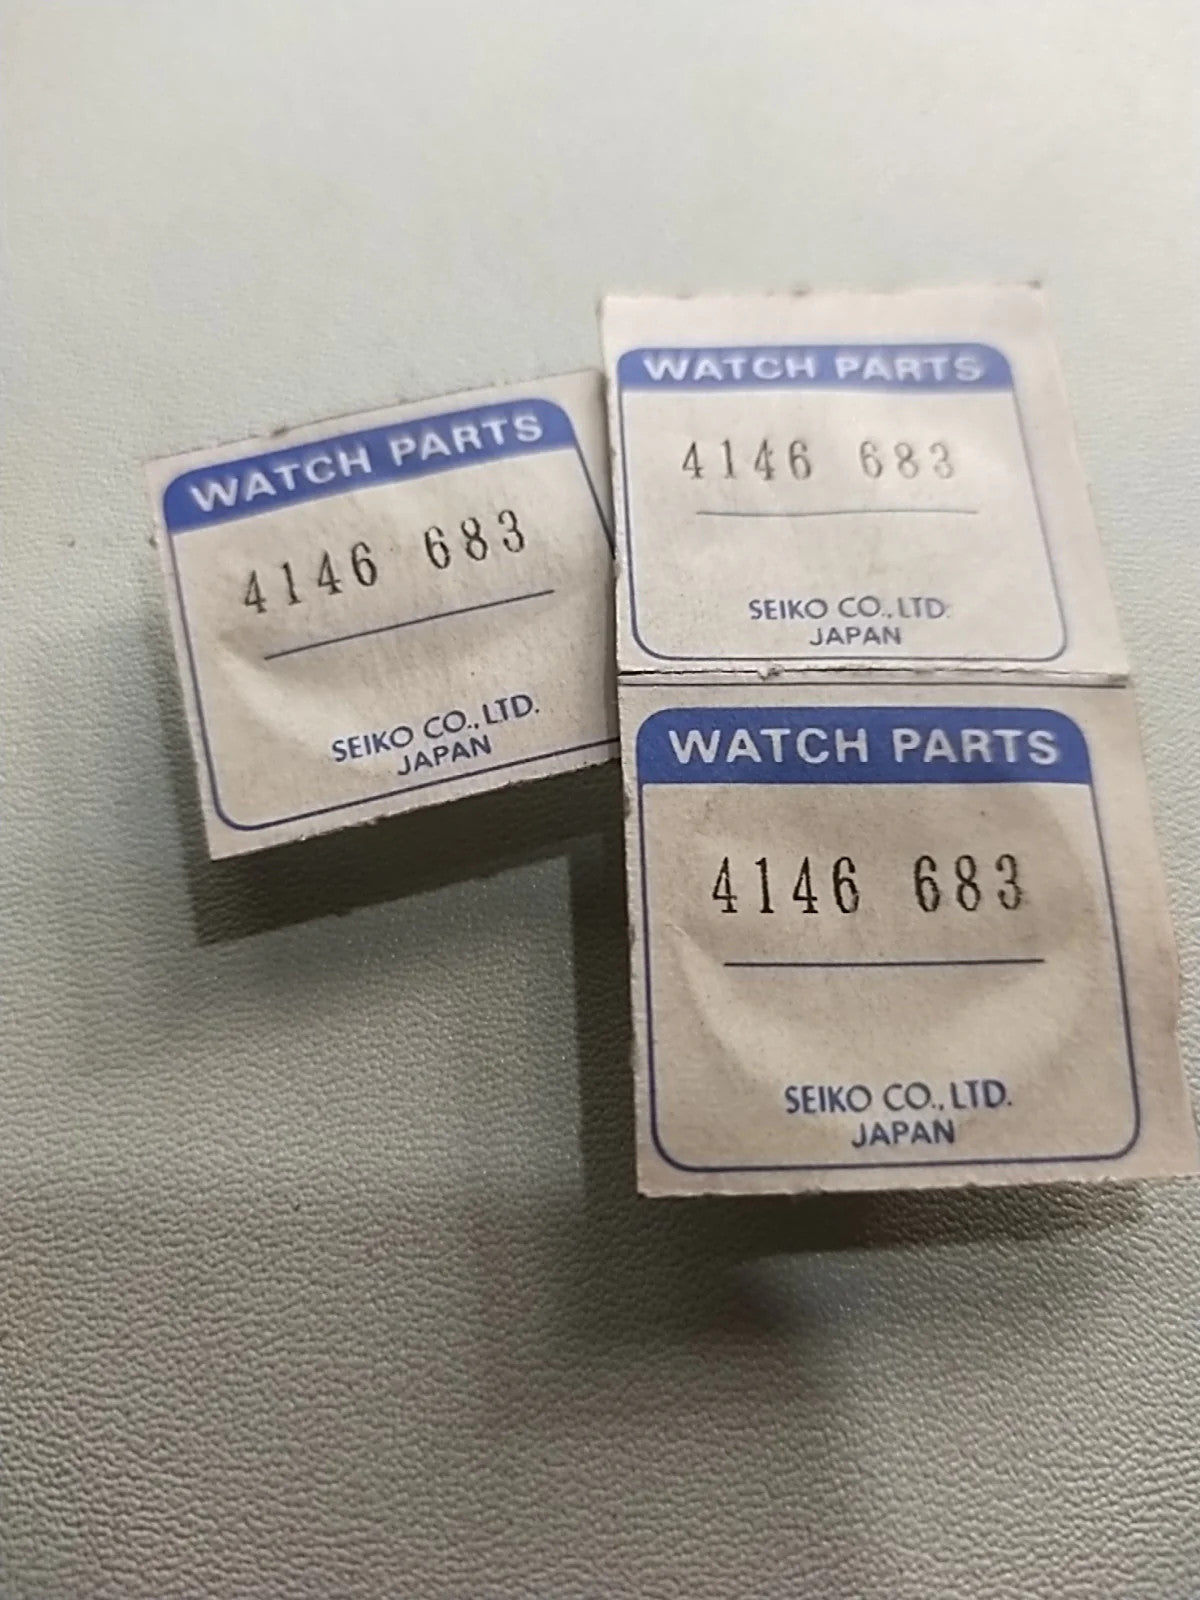 WATCH PARTS
4146 683
SEIKO CO., LTD.
JAPAN
WATCH PARTS
4146 683
SEIKO CO., LTD.
JAPAN
WATCH PARTS
4146 683
SEIKO CO., LTD.
JAPAN